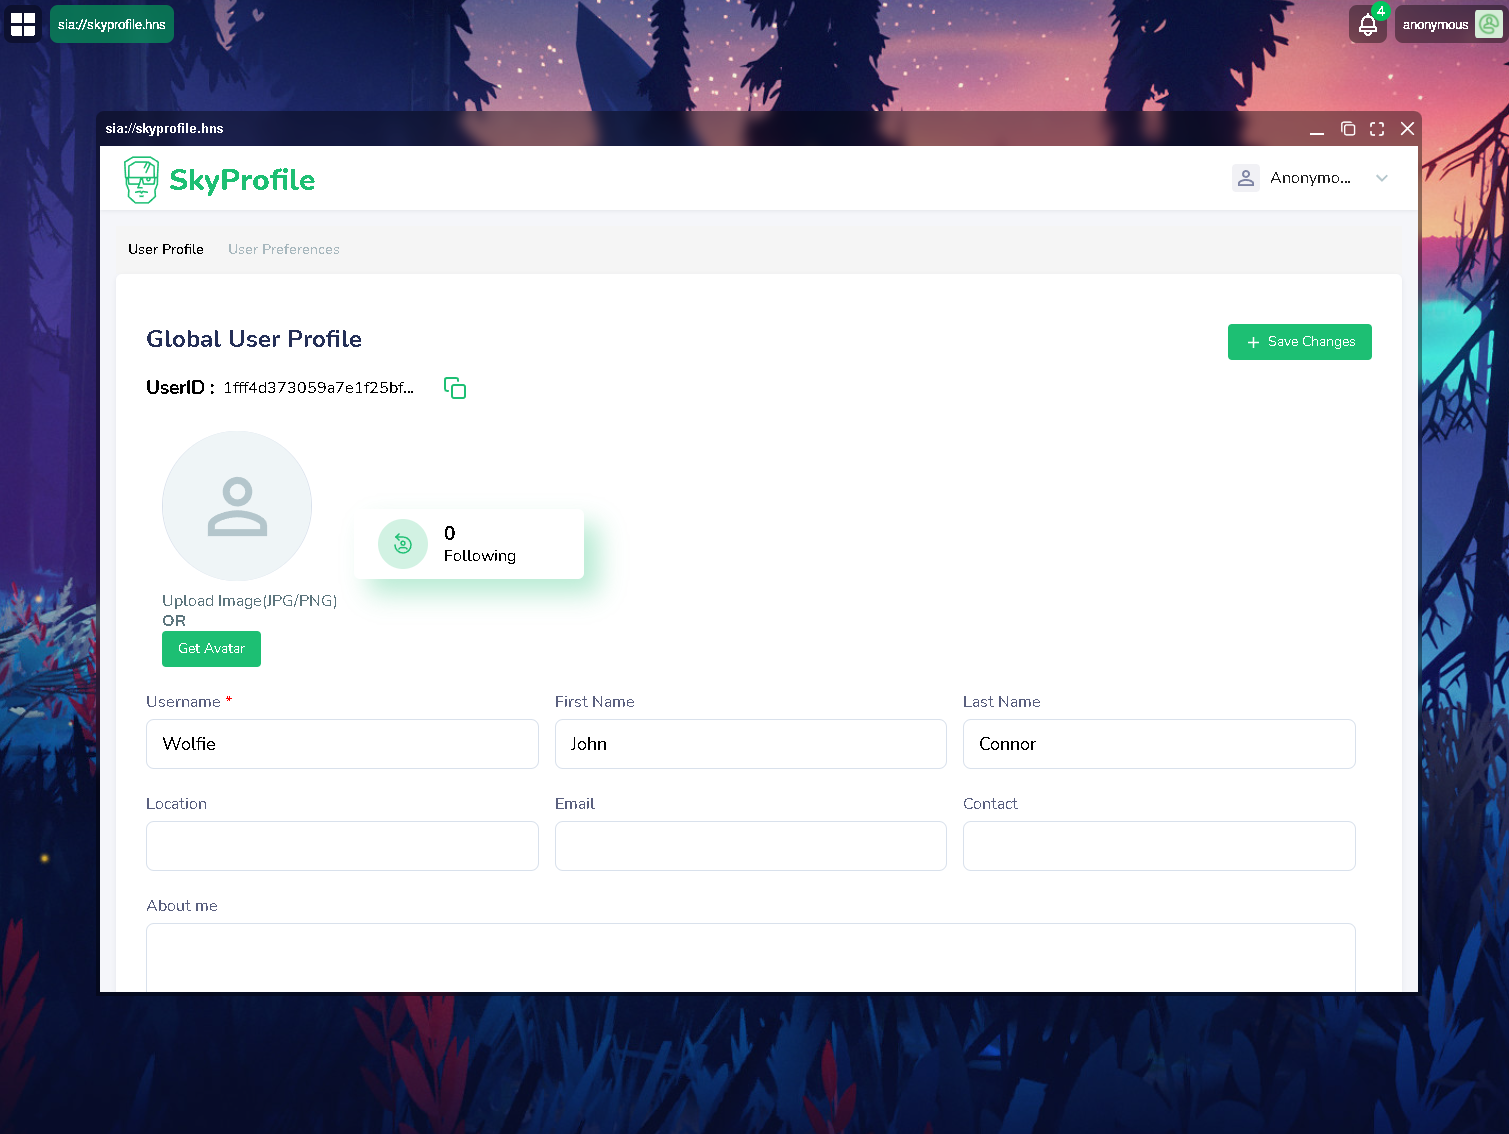 sia://skyprofile.hns
4
anonymous
sia://skyprofile.hns
SkyProfile
Anonymo...
User Profile
User Preferences
Global User Profile
+ Save Changes
UserID : 1fff4d373059a7e1f25bf...
0
Following
Upload Image(JPG/PNG)
OR
Get Avatar
Username *
First Name
Last Name
Wolfie
John
Connor
Location
Email
Contact
About me